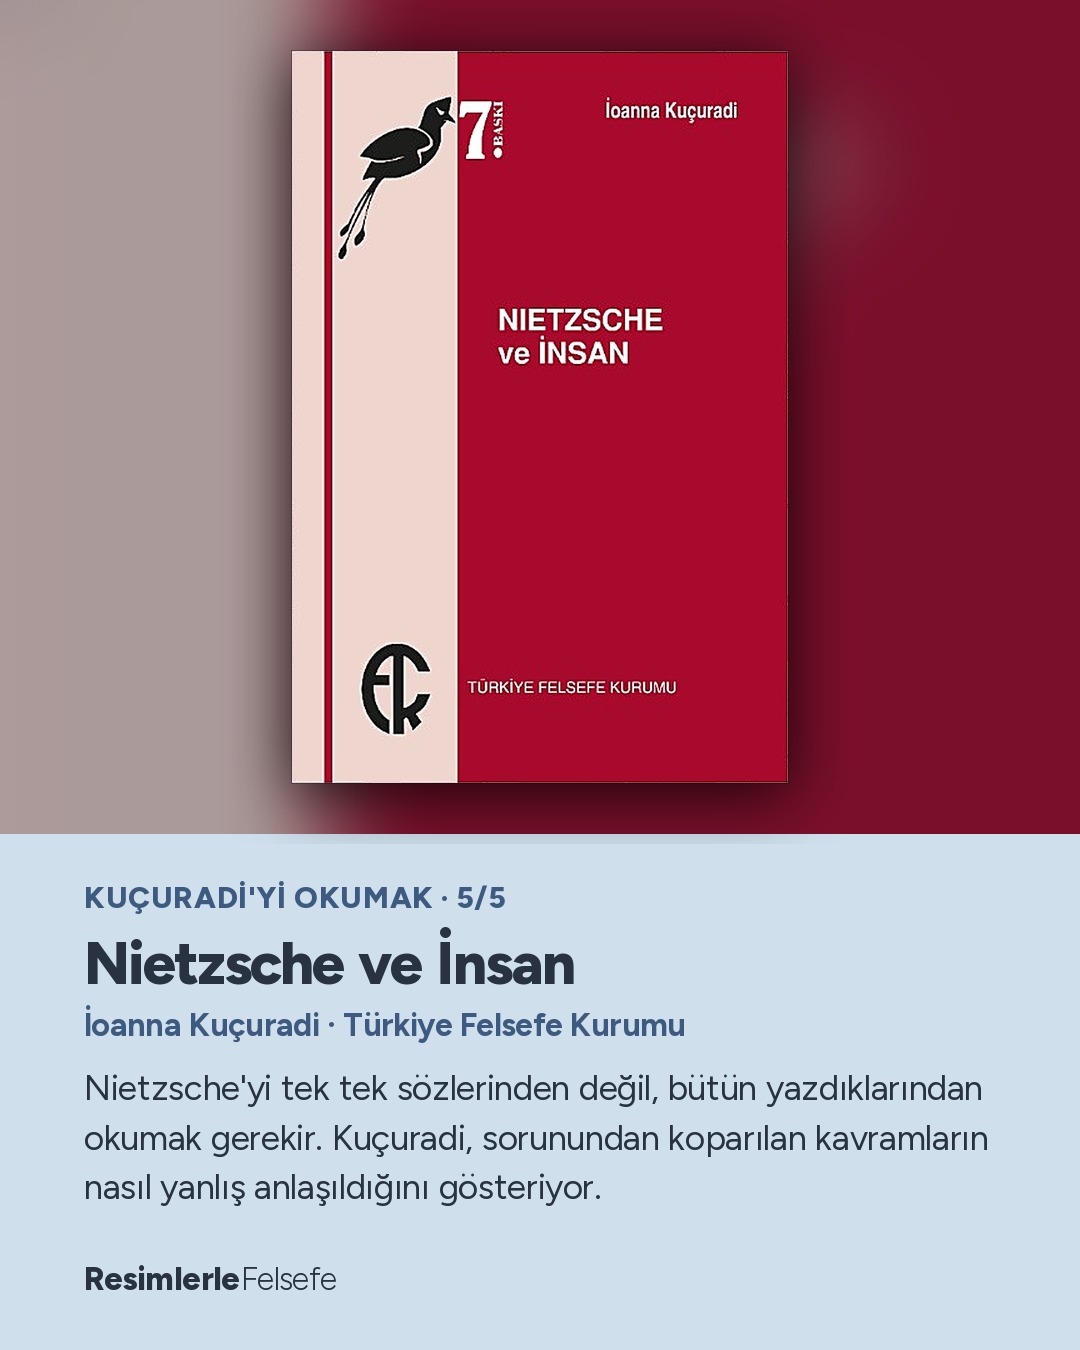 7. BASKI
İoanna Kuçuradi
NIETZSCHE
ve İNSAN
TÜRKİYE FELSEFE KURUMU
KUÇURADİ'Yİ OKUMAK · 5/5
Nietzsche ve İnsan
İoanna Kuçuradi · Türkiye Felsefe Kurumu
Nietzsche'yi tek tek sözlerinden değil, bütün yazdıklarından
okumak gerekir. Kuçuradi, sorunundan koparılan kavramların
nasıl yanlış anlaşıldığını gösteriyor.
ResimlerleFelsefe